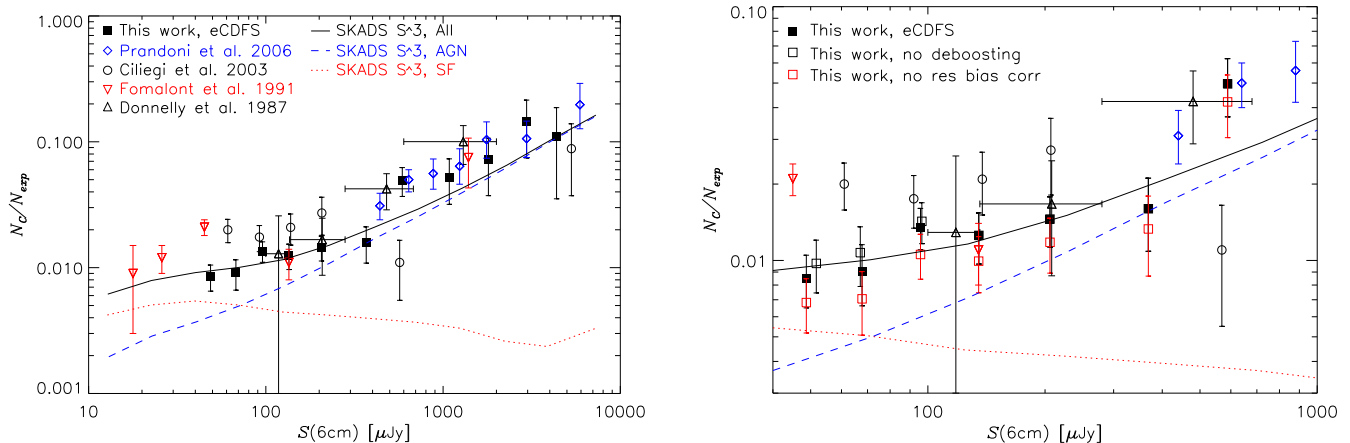 1.000
0.100
0.010
0.001
N_C/N_exp
■ This work, eCDFS
◇ Prandoni et al. 2006
○ Ciliegi et al. 2003
▽ Fomalont et al. 1991
△ Donnelly et al. 1987
SKADS S^3, All
SKADS S^3, AGN
SKADS S^3, SF
10 100 1000 10000
S(6cm) [μJy]
0.10
0.01
N_C/N_exp
■ This work, eCDFS
□ This work, no deboosting
□ This work, no res bias corr
100 1000
S(6cm) [μJy]